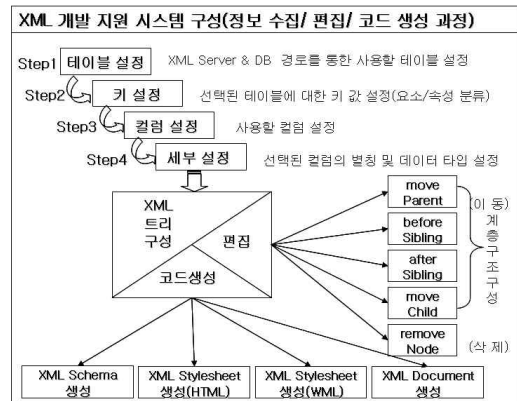 XML 개발 지원 시스템 구성(정보 수집/ 편집/ 코드 생성 과정)
Step1 테이블 설정 XML Server & DB 경로를 통한 사용할 테이블 설정
Step2 키 설정 선택된 테이블에 대한 키 값 설정(요소/속성 분류)
Step3 컬럼 설정 사용할 컬럼 설정
Step4 세부 설정 선택된 컬럼의 별칭 및 데이터 타입 설정
XML
트리
구성
편집
코드생성
move
Parent
before
Sibling
after
Sibling
move
Child
remove
Node
(이 동)
계
층
구
조
구
성
(삭 제)
XML Schema
생성
XML Stylesheet
생성(HTML)
XML Stylesheet
생성(WML)
XML Document
생성